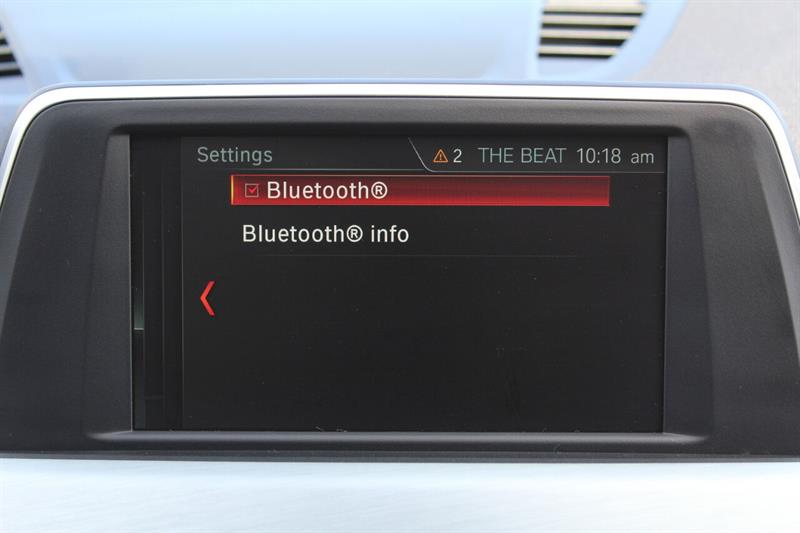 Settings 2 THE BEAT 10:18 am
Bluetooth®
Bluetooth® info